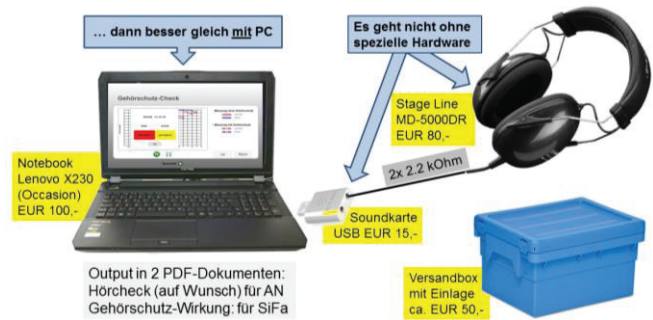 … dann besser gleich mit PC
Es geht nicht ohne
spezielle Hardware
Gehörschutz-Check
Stage Line
MD-5000DR
EUR 80,-
2x 2.2 kOhm
Notebook
Lenovo X230
(Occasion)
EUR 100,-
Soundkarte
USB EUR 15,-
Output in 2 PDF-Dokumenten:
Hörcheck (auf Wunsch) für AN
Gehörschutz-Wirkung: für SiFa
Versandbox
mit Einlage
ca. EUR 50,-